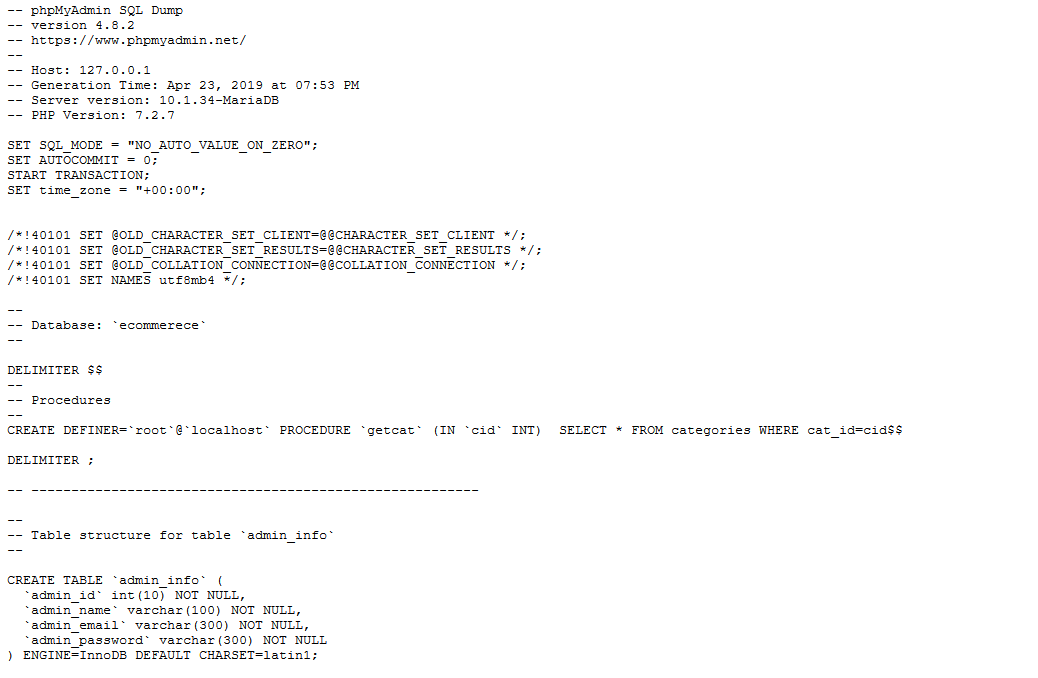 -- phpMyAdmin SQL Dump
-- version 4.8.2
-- https://www.phpmyadmin.net/
--
-- Host: 127.0.0.1
-- Generation Time: Apr 23, 2019 at 07:53 PM
-- Server version: 10.1.34-MariaDB
-- PHP Version: 7.2.7

SET SQL_MODE = "NO_AUTO_VALUE_ON_ZERO";
SET AUTOCOMMIT = 0;
START TRANSACTION;
SET time_zone = "+00:00";


/*!40101 SET @OLD_CHARACTER_SET_CLIENT=@@CHARACTER_SET_CLIENT */;
/*!40101 SET @OLD_CHARACTER_SET_RESULTS=@@CHARACTER_SET_RESULTS */;
/*!40101 SET @OLD_COLLATION_CONNECTION=@@COLLATION_CONNECTION */;
/*!40101 SET NAMES utf8mb4 */;

--
-- Database: `ecommerece`
--

DELIMITER $$
--
-- Procedures
--
CREATE DEFINER=`root`@`localhost` PROCEDURE `getcat` (IN `cid` INT)  SELECT * FROM categories WHERE cat_id=cid$$

DELIMITER ;

-- --------------------------------------------------------

--
-- Table structure for table `admin_info`
--

CREATE TABLE `admin_info` (
  `admin_id` int(10) NOT NULL,
  `admin_name` varchar(100) NOT NULL,
  `admin_email` varchar(300) NOT NULL,
  `admin_password` varchar(300) NOT NULL
) ENGINE=InnoDB DEFAULT CHARSET=latin1;